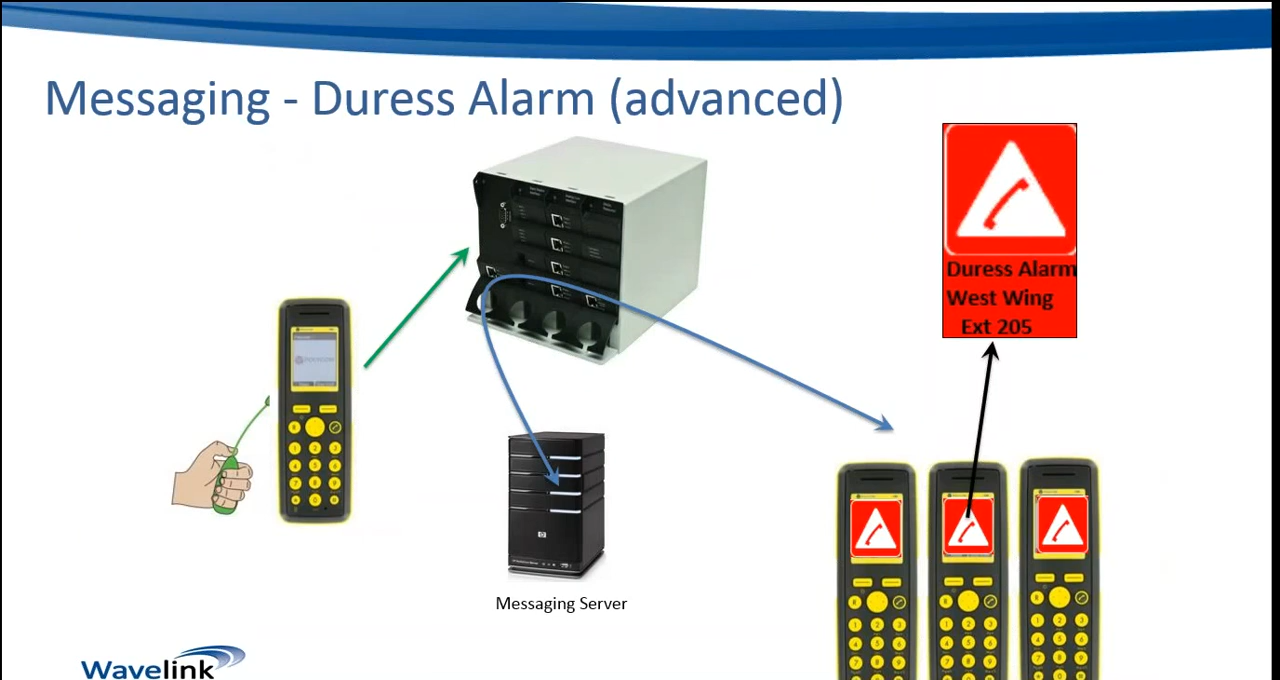 Messaging - Duress Alarm (advanced)
Duress Alarm
West Wing
Ext 205
Messaging Server
Wavelink